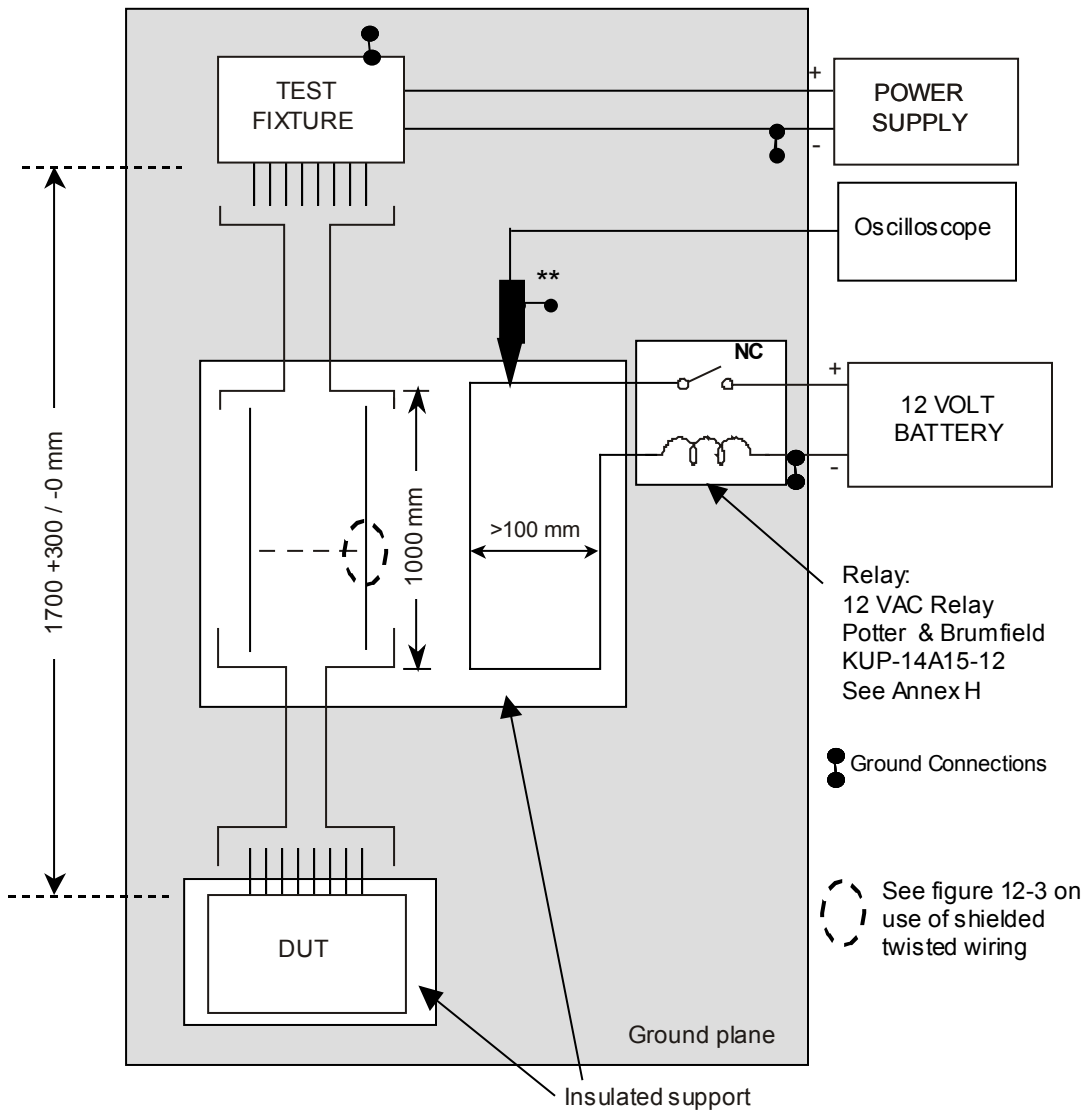 TEST
FIXTURE
+
-
POWER
SUPPLY
Oscilloscope
**
NC
+
-
12 VOLT
BATTERY
1700 +300 / -0 mm
1000 mm
>100 mm
Relay:
12 VAC Relay
Potter & Brumfield
KUP-14A15-12
See Annex H
Ground Connections
See figure 12-3 on
use of shielded
twisted wiring
DUT
Ground plane
Insulated support